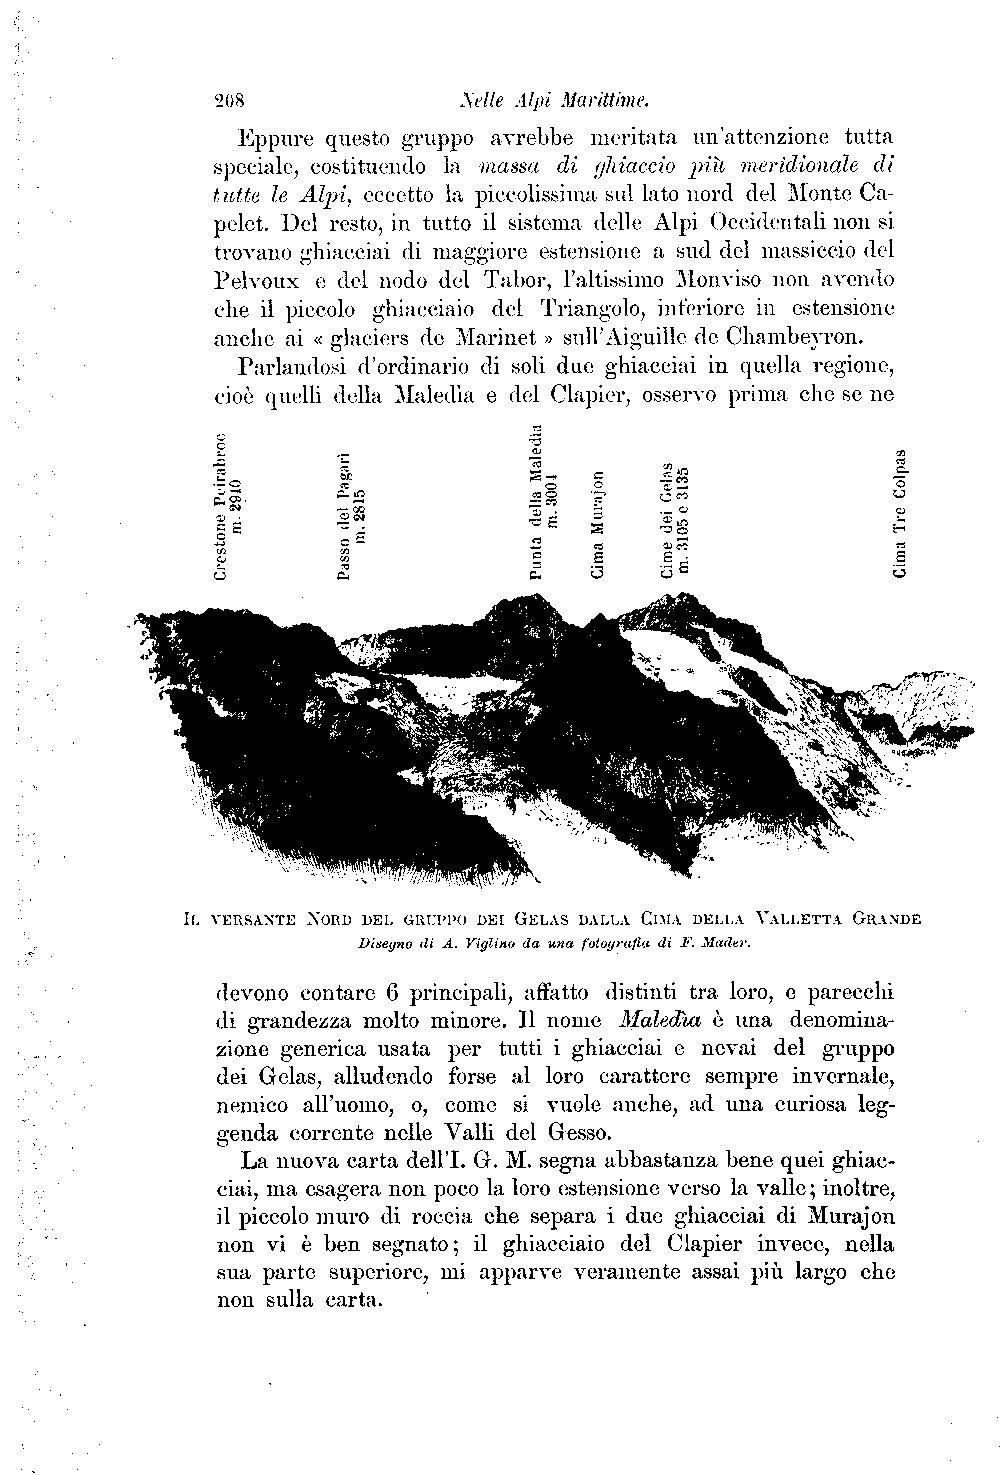 208 Nelle Alpi Marittime.
Eppure questo gruppo avrebbe meritata un'attenzione tutta
speciale, costituendo la massa di ghiaccio più meridionale di
tutte le Alpi, eccetto la piccolissima sul lato nord del Monte Ca-
pelet. Del resto, in tutto il sistema delle Alpi Occidentali non si
trovano ghiacciai di maggiore estensione a sud del massiccio del
Pelvoux e del nodo del Tabor, l'altissimo Monviso non avendo
che il piccolo ghiacciaio del Triangolo, inferiore in estensione
anche ai « glaciers de Marinet » sull'Aiguille de Chambeyron.
Parlandosi d'ordinario di soli due ghiacciai in quella regione,
cioè quelli della Maledia e del Clapier, osservo prima che se ne
Crestone Peirabroc
m. 2940
Passo del Pagari
m. 2815
Punta della Maledia
m. 3004
Cima Murajon
Cime dei Gelas
m. 3105 e 3135
Cima Tre Colpas
Il versante Nord del gruppo dei Gelas dalla Cima della Valletta Grande
Disegno di A. Viglino da una fotografia di F. Mader.
devono contare 6 principali, affatto distinti tra loro, e parecchi
di grandezza molto minore. Il nome Maledìa è una denomina-
zione generica usata per tutti i ghiacciai e nevai del gruppo
dei Gelas, alludendo forse al loro carattere sempre invernale,
nemico all'uomo, o, come si vuole anche, ad una curiosa leg-
genda corrente nelle Valli del Gesso.
La nuova carta dell'I. G. M. segna abbastanza bene quei ghiac-
ciai, ma esagera non poco la loro estensione verso la valle; inoltre,
il piccolo muro di roccia che separa i due ghiacciai di Murajon
non vi è ben segnato; il ghiacciaio del Clapier invece, nella
sua parte superiore, mi apparve veramente assai più largo che
non sulla carta.